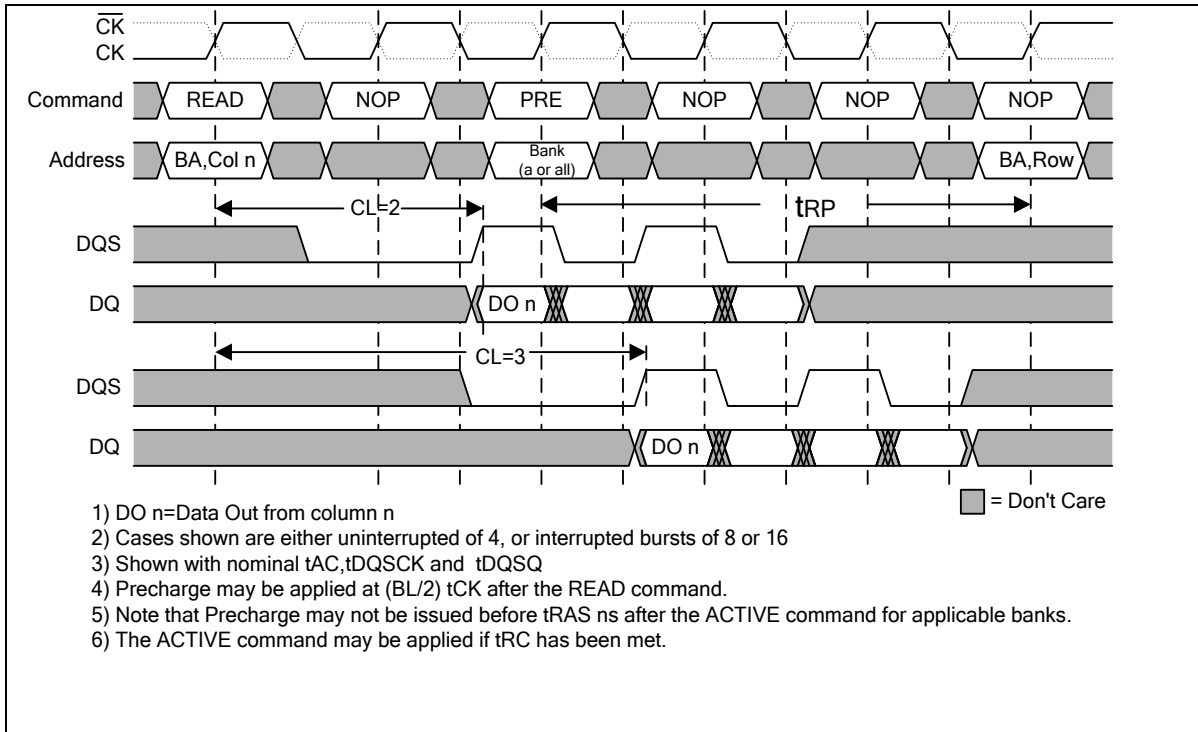 CK
CK
Command READ NOP PRE NOP NOP NOP
Address BA,Col n Bank (a or all) BA,Row
CL=2 tRP
DQS
DQ DO n
CL=3
DQS
DQ DO n
= Don't Care
1) DO n=Data Out from column n
2) Cases shown are either uninterrupted of 4, or interrupted bursts of 8 or 16
3) Shown with nominal tAC,tDQSCK and tDQSQ
4) Precharge may be applied at (BL/2) tCK after the READ command.
5) Note that Precharge may not be issued before tRAS ns after the ACTIVE command for applicable banks.
6) The ACTIVE command may be applied if tRC has been met.